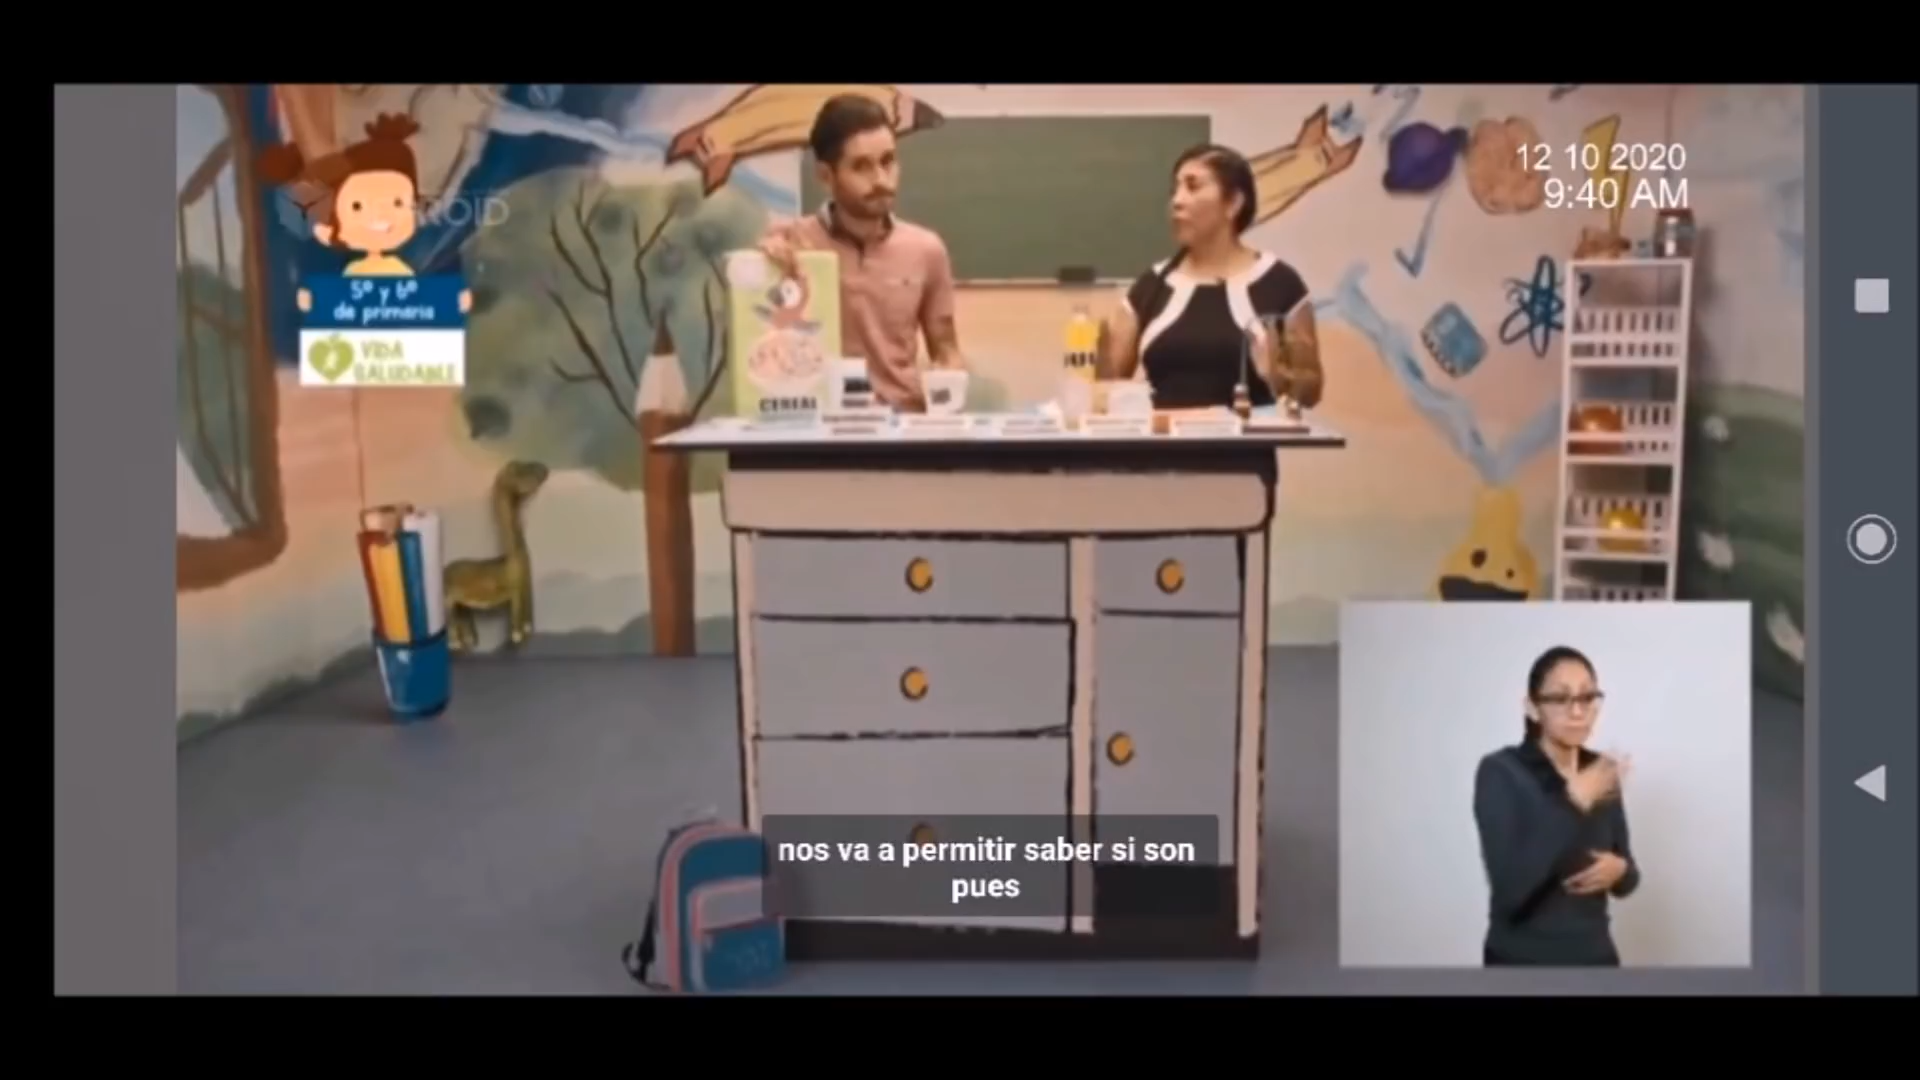 12 10 2020
9:40 AM
ROID
5º y 6º
de primaria
VIDA
SALUDABLE
CEREAL
nos va a permitir saber si son
pues